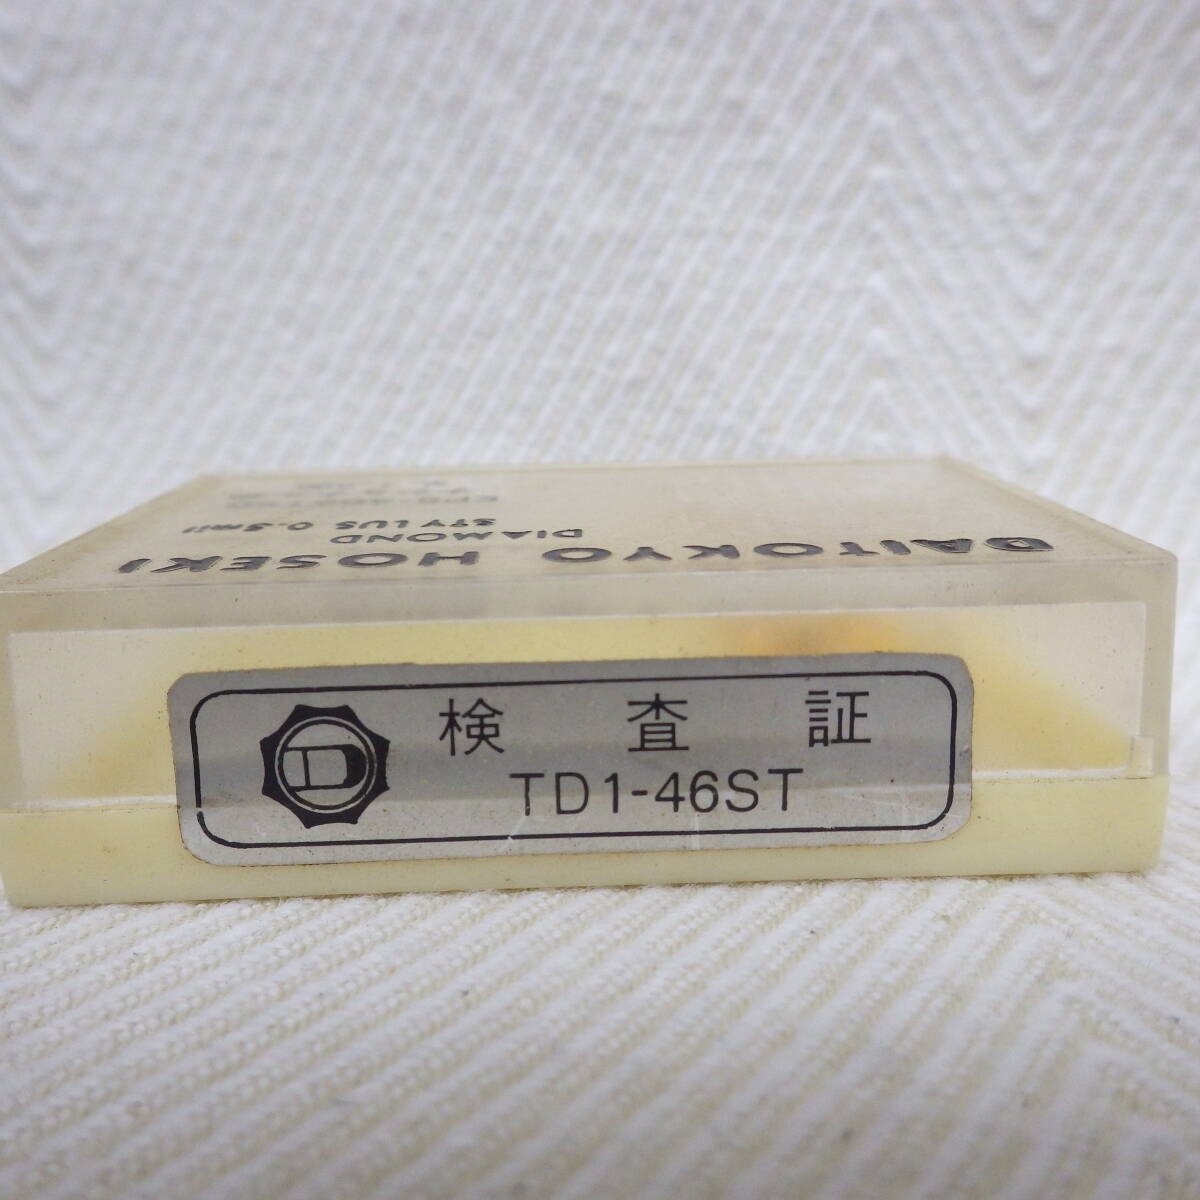 DAITOKYO HOSEKI
DIAMOND
STYLUS 0.5mil
検査証
D
TD1-46ST